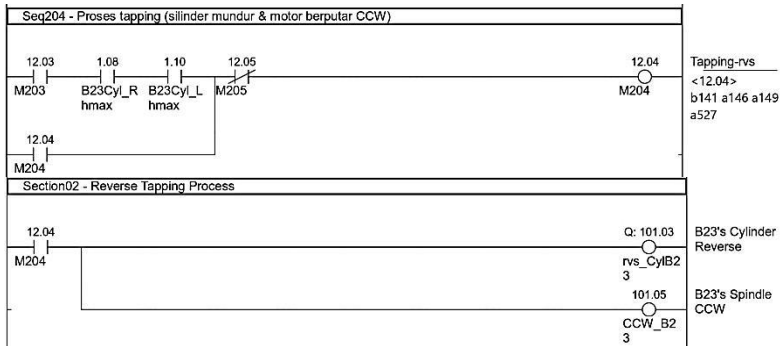 Seq204 - Proses tapping (silinder mundur & motor berputar CCW)
12.03 1.08 1.10 12.05 12.04 Tapping-rvs
M203 B23Cyl_R B23Cyl_L M205 M204 <12.04>
hmax hmax b141 a146 a149
a527
12.04
M204
Section02 - Reverse Tapping Process
12.04 Q: 101.03 B23's Cylinder
M204 rvs_CylB2 Reverse
3
101.05 B23's Spindle
CCW_B2 CCW
3